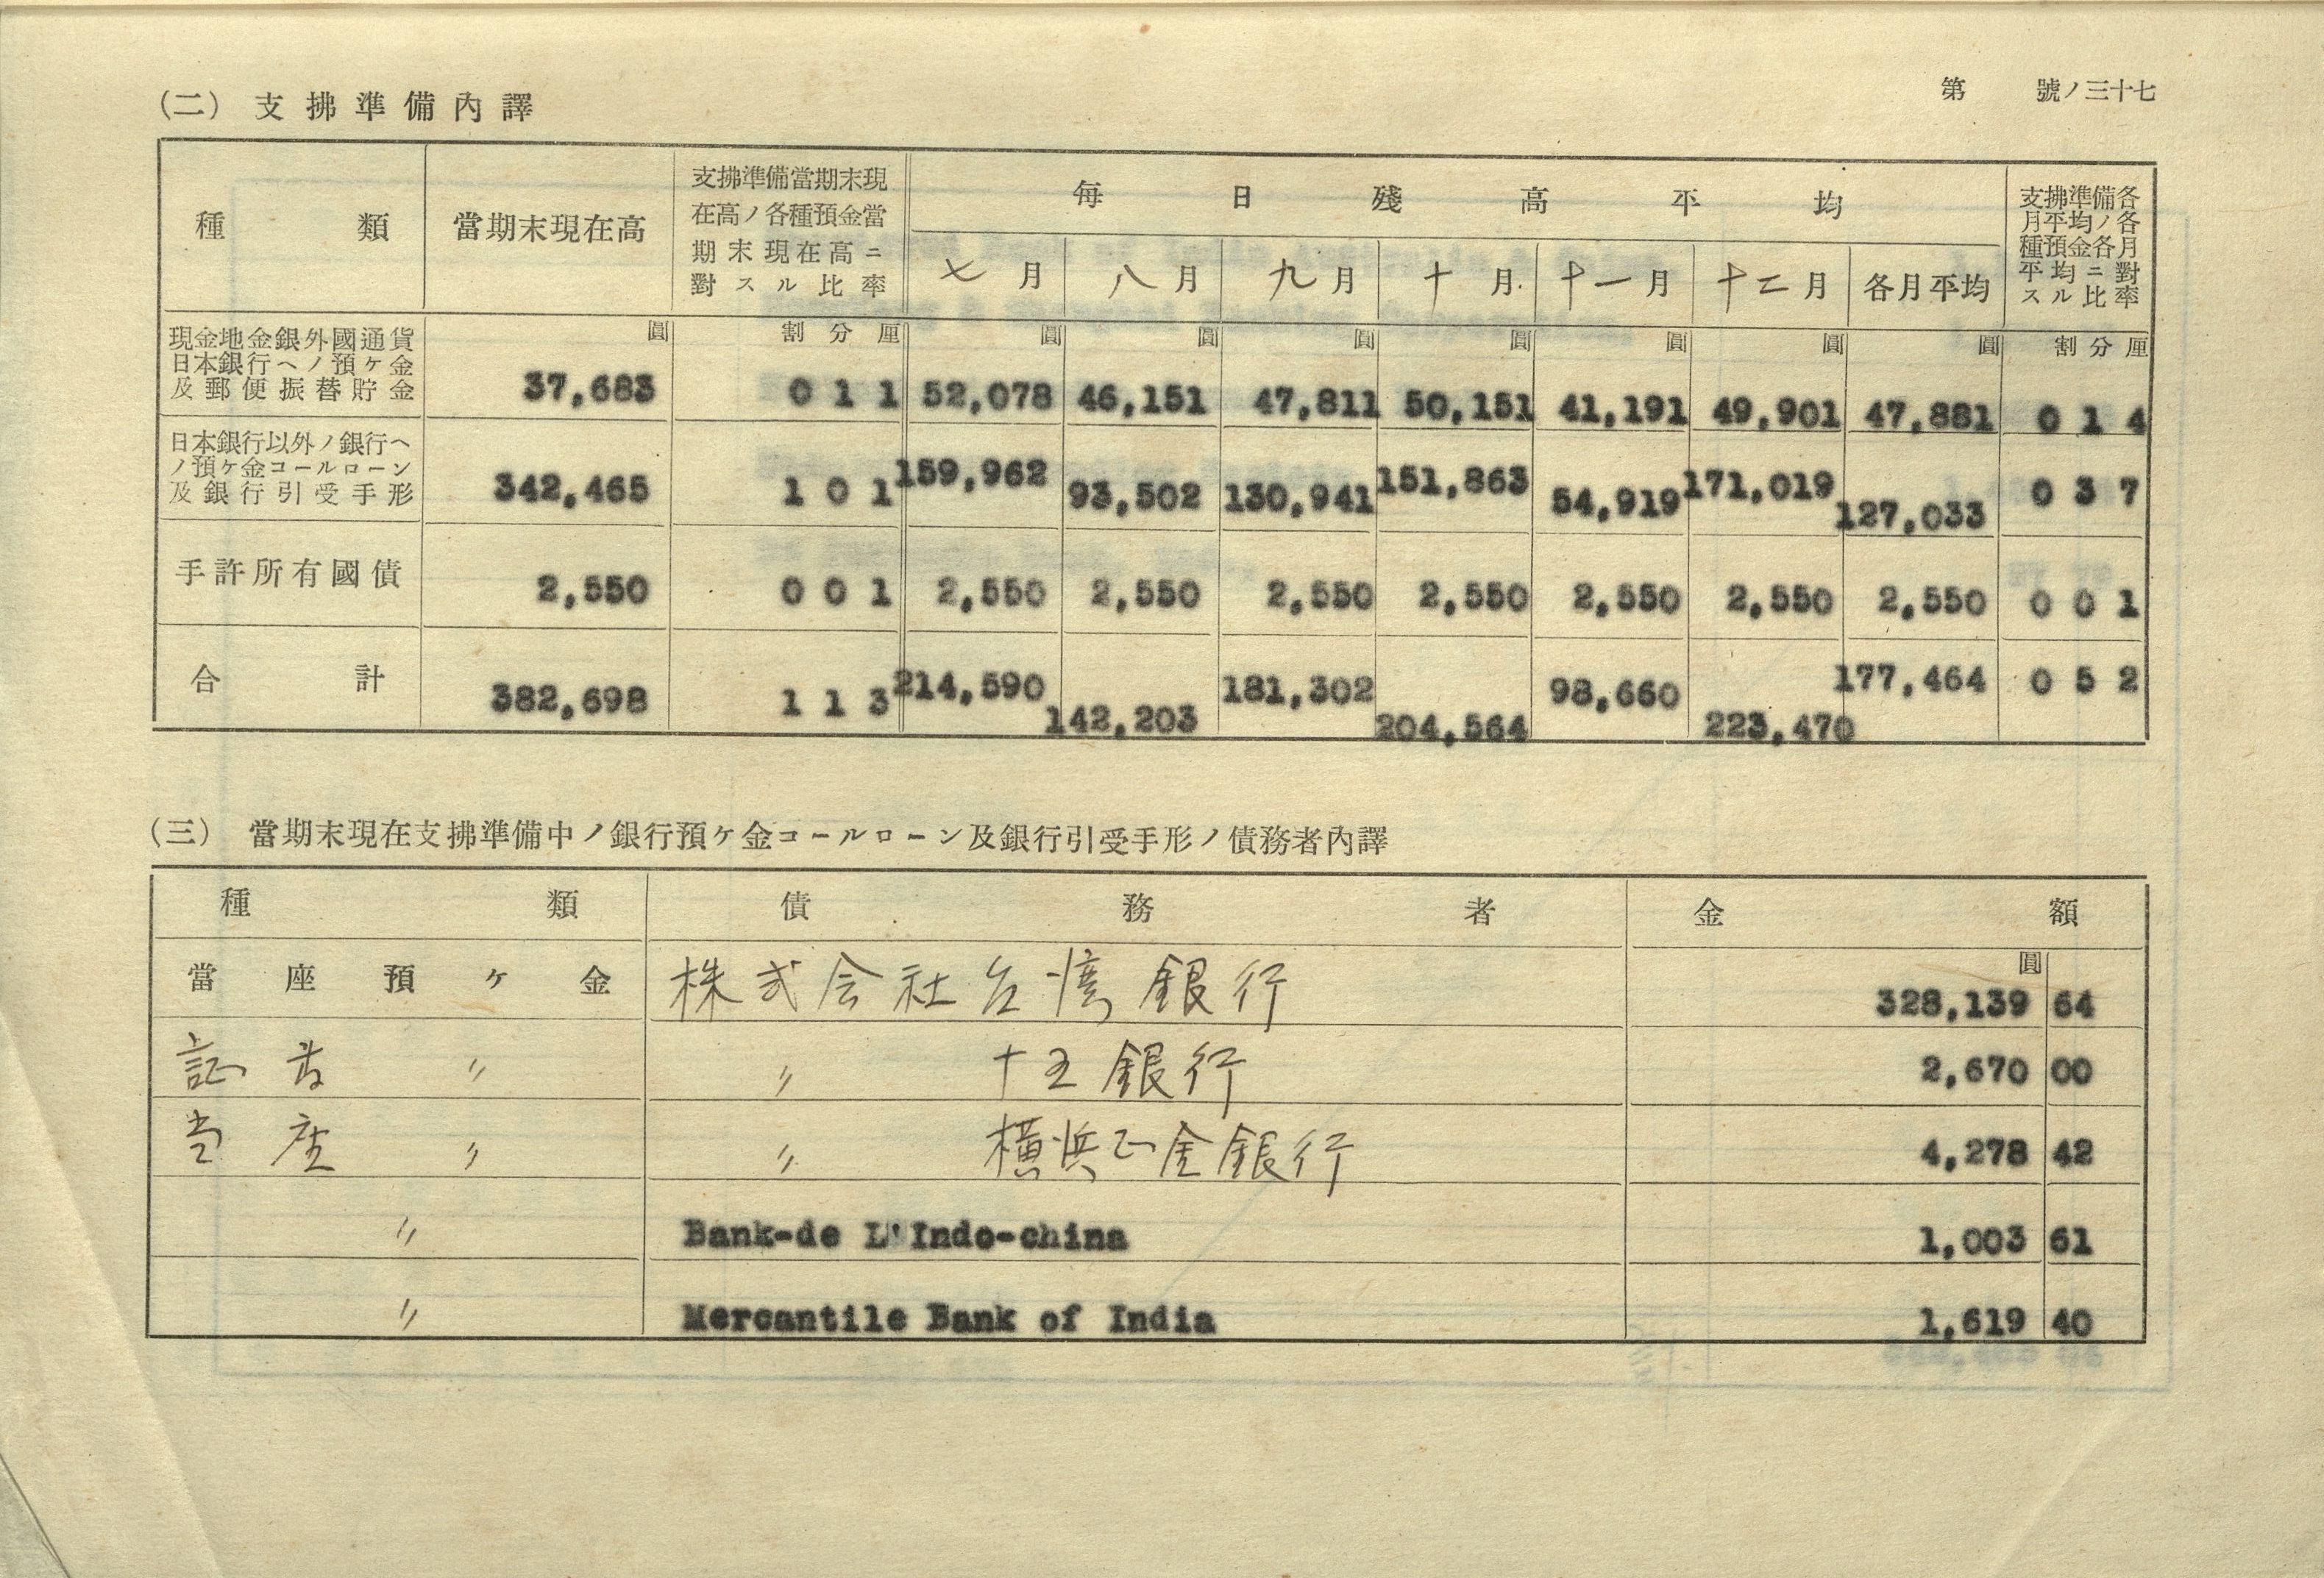 第 號ノ三十七
(二) 支拂準備內譯
種類 當期末現在高 支拂準備當期末現在高ノ各種預金當期末現在高ニ對スル比率 每日殘高平均 支拂準備各月平均ノ各種預金各月平均ニ對スル比率
七月 八月 九月 十月 十一月 十二月 各月平均
圓 割分厘 圓 圓 圓 圓 圓 圓 圓 割分厘
現金地金銀外國通貨
日本銀行ヘノ預ケ金
及郵便振替貯金 37,683 0 1 1 52,078 46,151 47,811 50,151 41,191 49,901 47,881 0 1 4
日本銀行以外ノ銀行ヘ
ノ預ケ金コールローン
及銀行引受手形 342,465 1 0 1 159,962 93,502 130,941 151,863 54,919 171,019 127,033 0 3 7
手許所有國債 2,550 0 0 1 2,550 2,550 2,550 2,550 2,550 2,550 2,550 0 0 1
合計 382,698 1 1 3 214,590 142,203 181,302 204,564 98,660 223,470 177,464 0 5 2
(三) 當期末現在支拂準備中ノ銀行預ケ金コールローン及銀行引受手形ノ債務者內譯
種類 債務者 金額
圓
當座預ケ金 株式会社台湾銀行 328,139 64
〃 〃 十五銀行 2,670 00
当座 〃 〃 横浜正金銀行 4,278 42
〃 Bank-de L'Indo-china 1,003 61
〃 Mercantile Bank of India 1,619 40